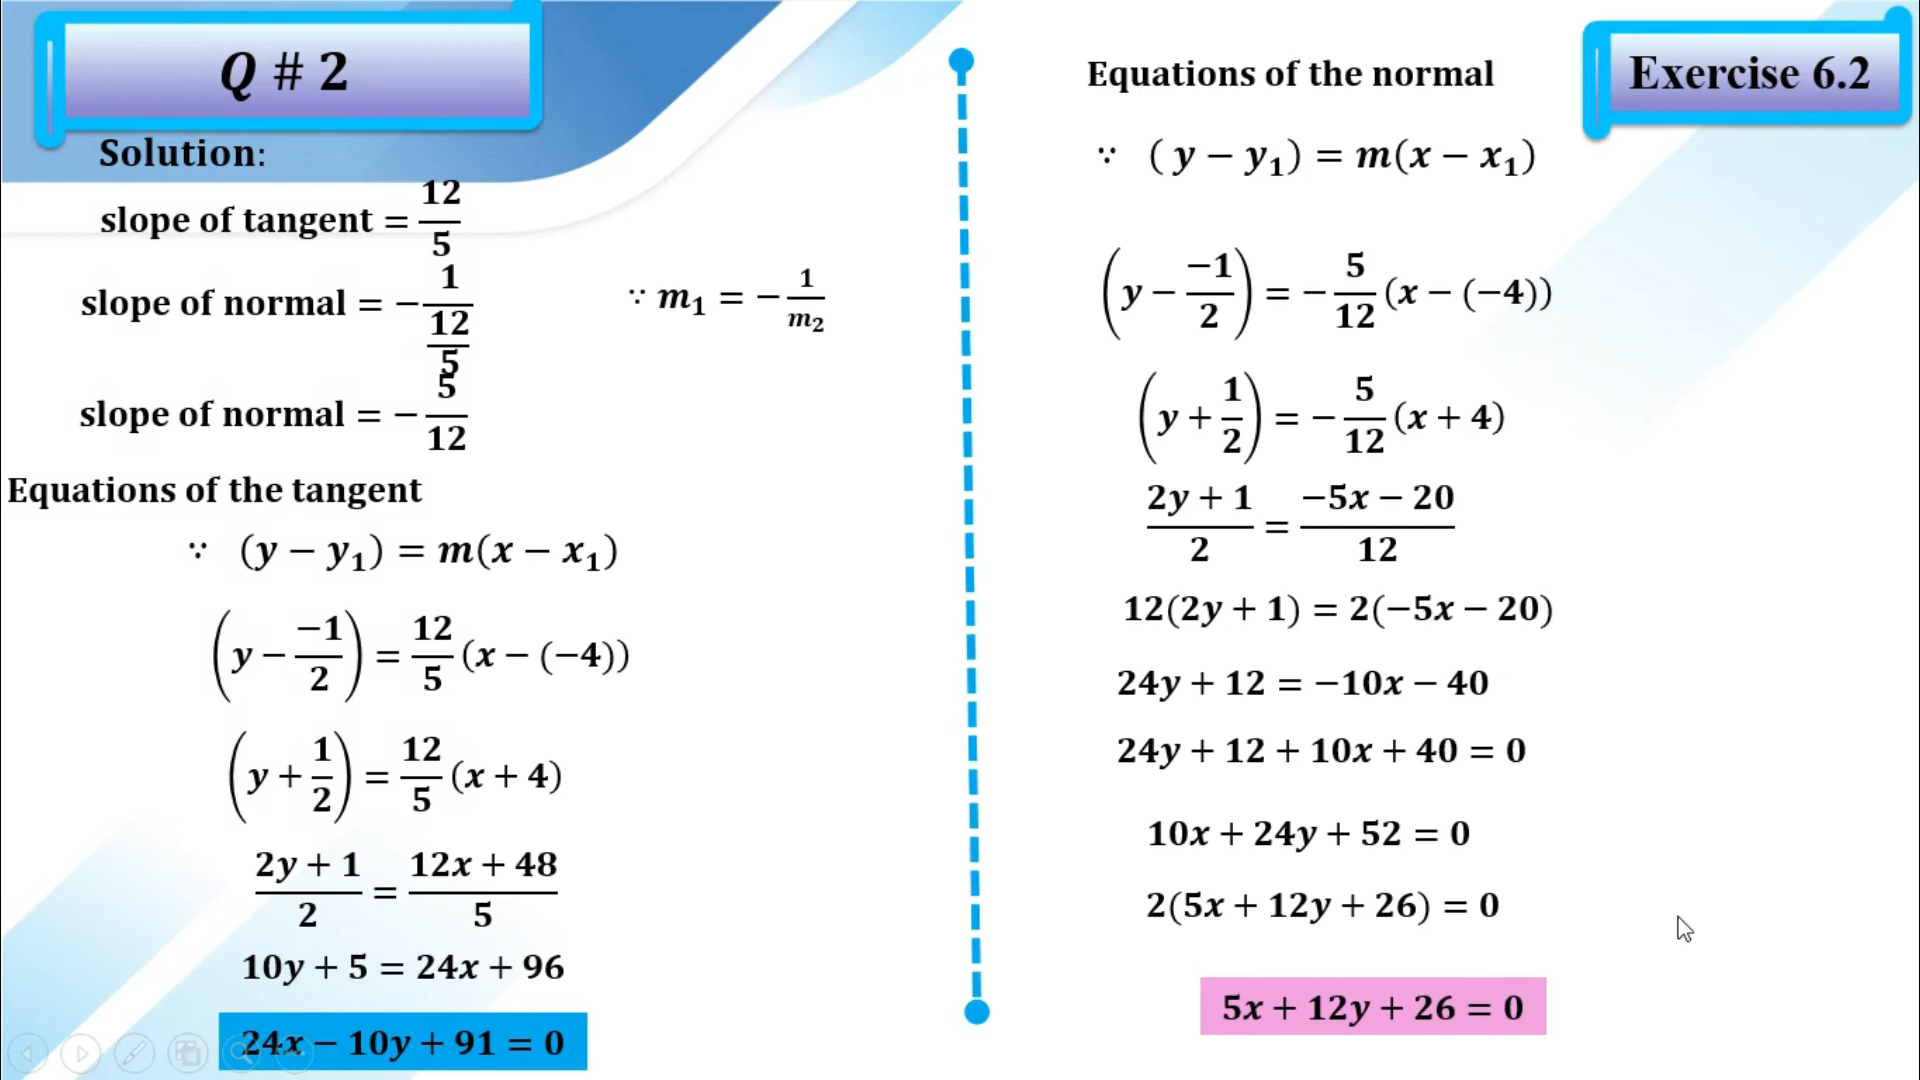 Q # 2
Solution:
slope of tangent = 12/5
slope of normal = −1/(12/5)    ∵ m₁ = −1/m₂
slope of normal = −5/12
Equations of the tangent
∵ (y − y₁) = m(x − x₁)
(y − −1/2) = 12/5 (x − (−4))
(y + 1/2) = 12/5 (x + 4)
(2y + 1)/2 = (12x + 48)/5
10y + 5 = 24x + 96
24x − 10y + 91 = 0
Equations of the normal
Exercise 6.2
∵ ( y − y₁) = m(x − x₁)
(y − −1/2) = −5/12 (x − (−4))
(y + 1/2) = −5/12 (x + 4)
(2y + 1)/2 = (−5x − 20)/12
12(2y + 1) = 2(−5x − 20)
24y + 12 = −10x − 40
24y + 12 + 10x + 40 = 0
10x + 24y + 52 = 0
2(5x + 12y + 26) = 0
5x + 12y + 26 = 0